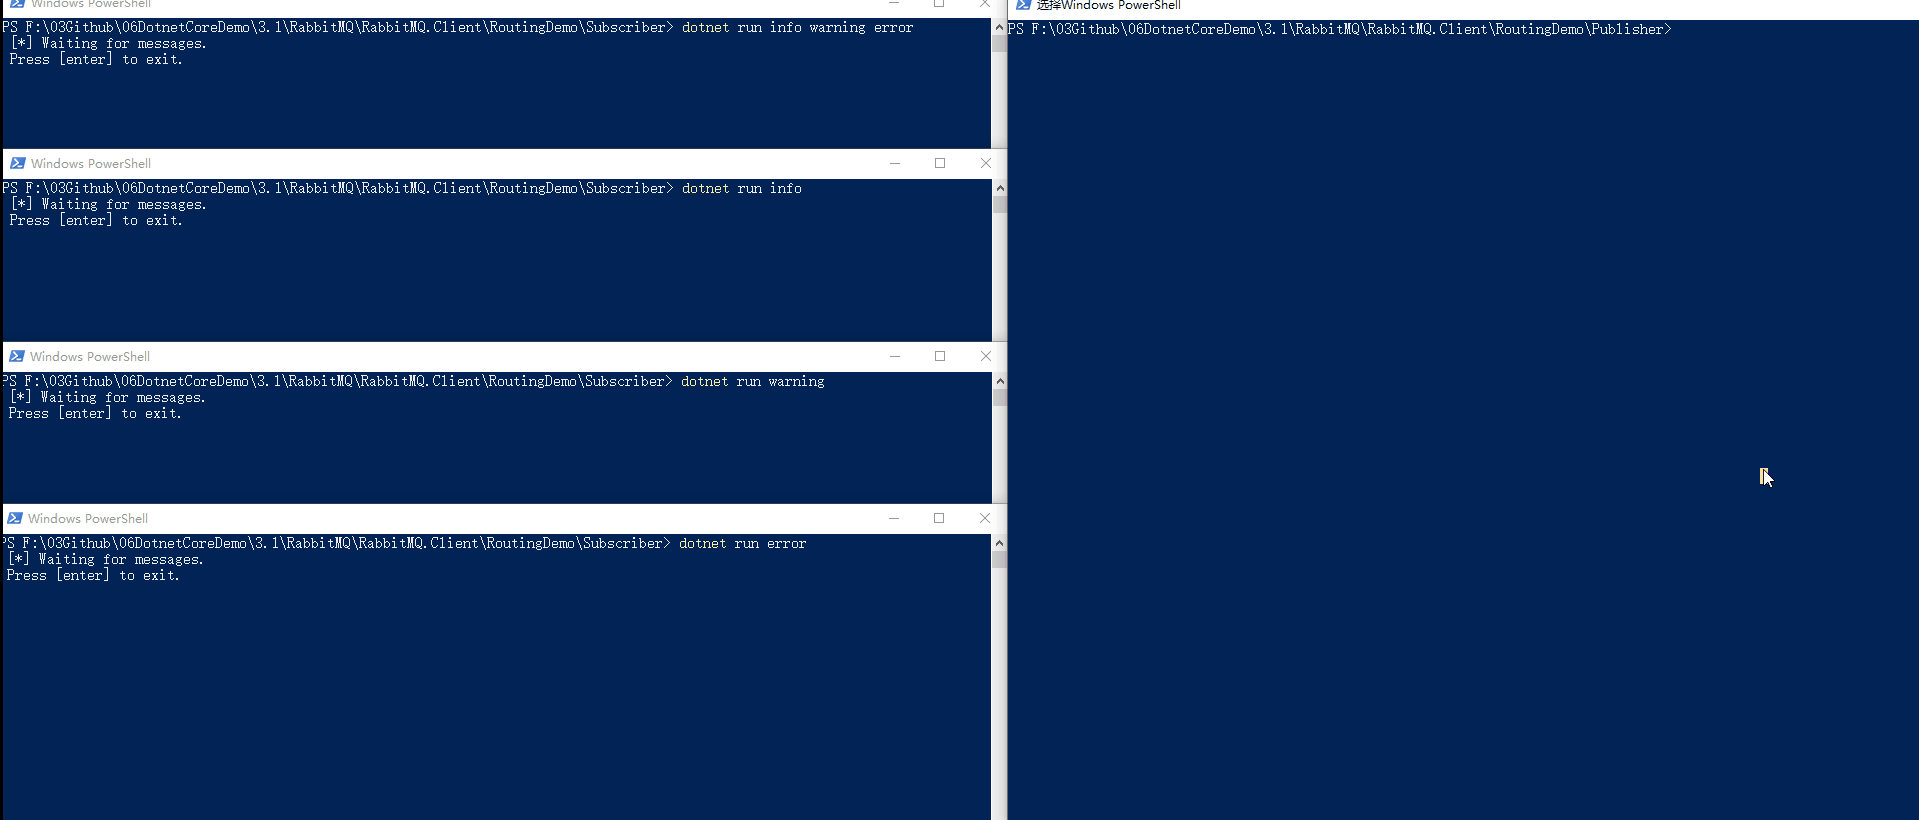 Windows PowerShell
PS F:\03Github\06DotnetCoreDemo\3.1\RabbitMQ\RabbitMQ.Client\RoutingDemo\Subscriber> dotnet run info warning error
[*] Waiting for messages.
Press [enter] to exit.
Windows PowerShell
PS F:\03Github\06DotnetCoreDemo\3.1\RabbitMQ\RabbitMQ.Client\RoutingDemo\Subscriber> dotnet run info
[*] Waiting for messages.
Press [enter] to exit.
Windows PowerShell
PS F:\03Github\06DotnetCoreDemo\3.1\RabbitMQ\RabbitMQ.Client\RoutingDemo\Subscriber> dotnet run warning
[*] Waiting for messages.
Press [enter] to exit.
Windows PowerShell
PS F:\03Github\06DotnetCoreDemo\3.1\RabbitMQ\RabbitMQ.Client\RoutingDemo\Subscriber> dotnet run error
[*] Waiting for messages.
Press [enter] to exit.
选择Windows PowerShell
PS F:\03Github\06DotnetCoreDemo\3.1\RabbitMQ\RabbitMQ.Client\RoutingDemo\Publisher>